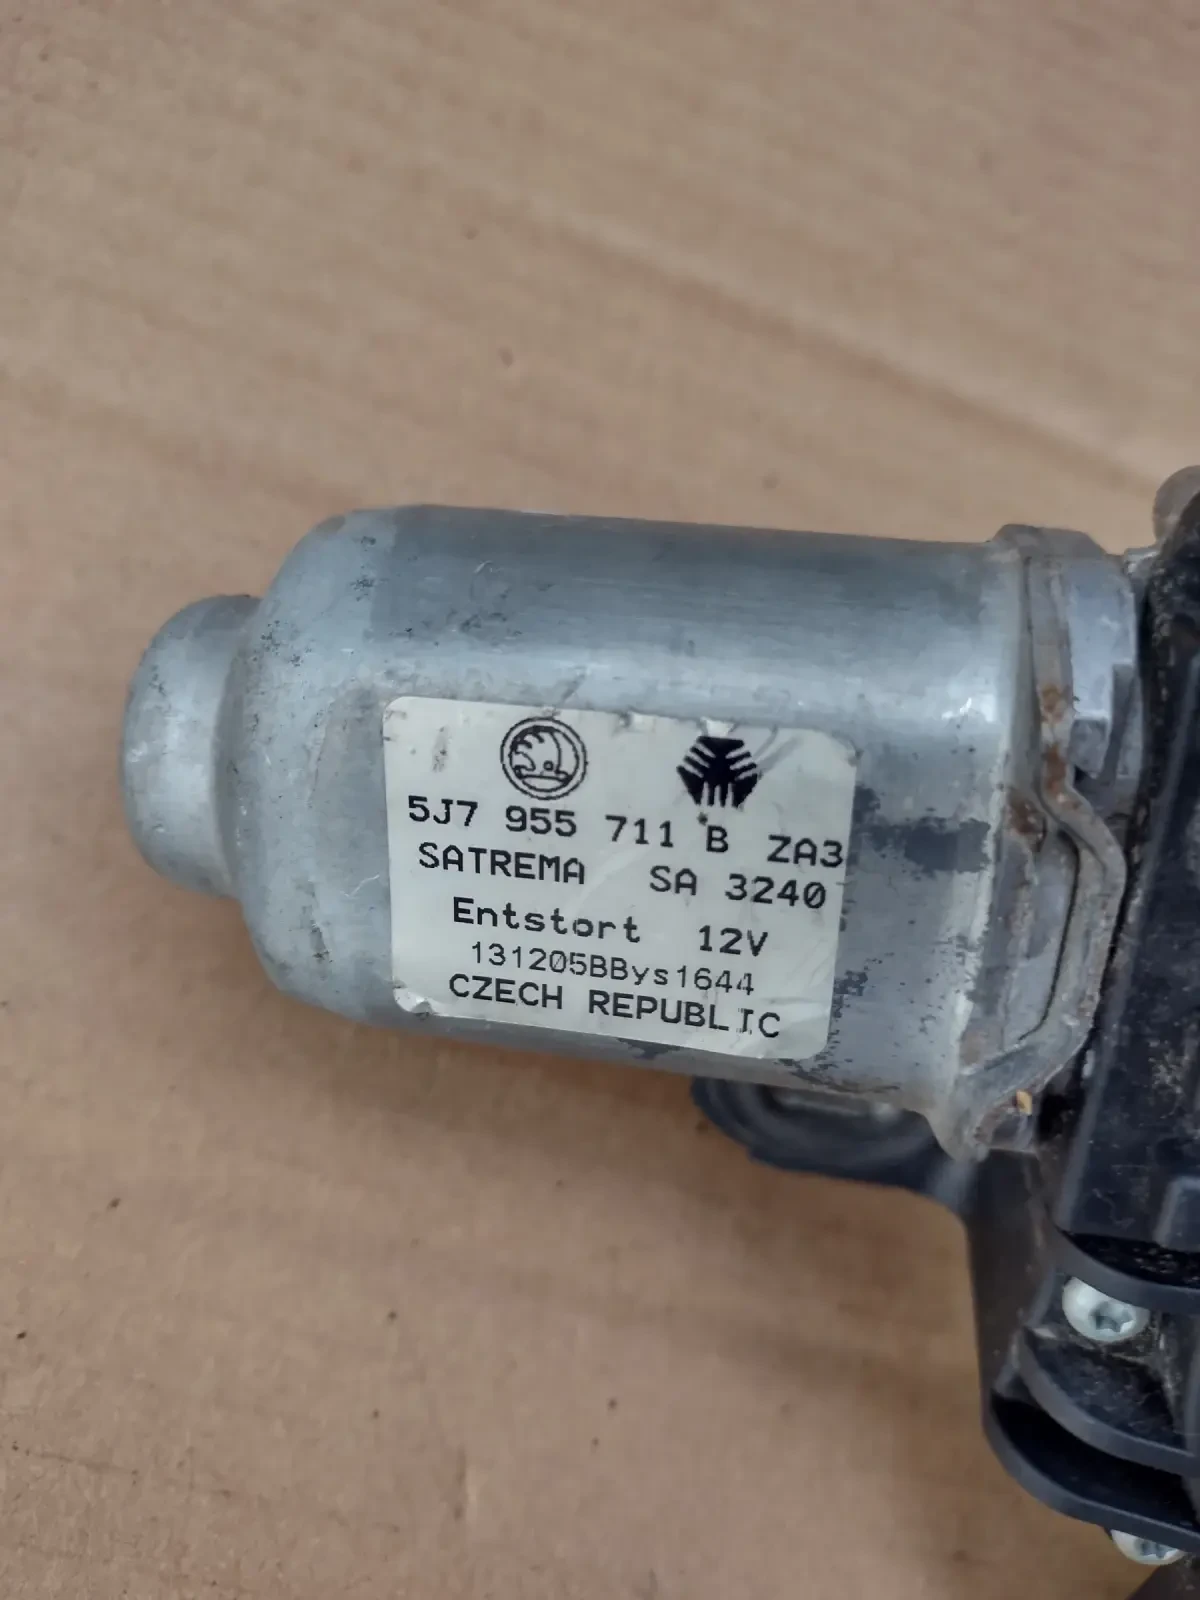 5J7 955 711 B ZA3
SATREMA SA 3240
Entstort 12V
131205BBys1644
CZECH REPUBLIC